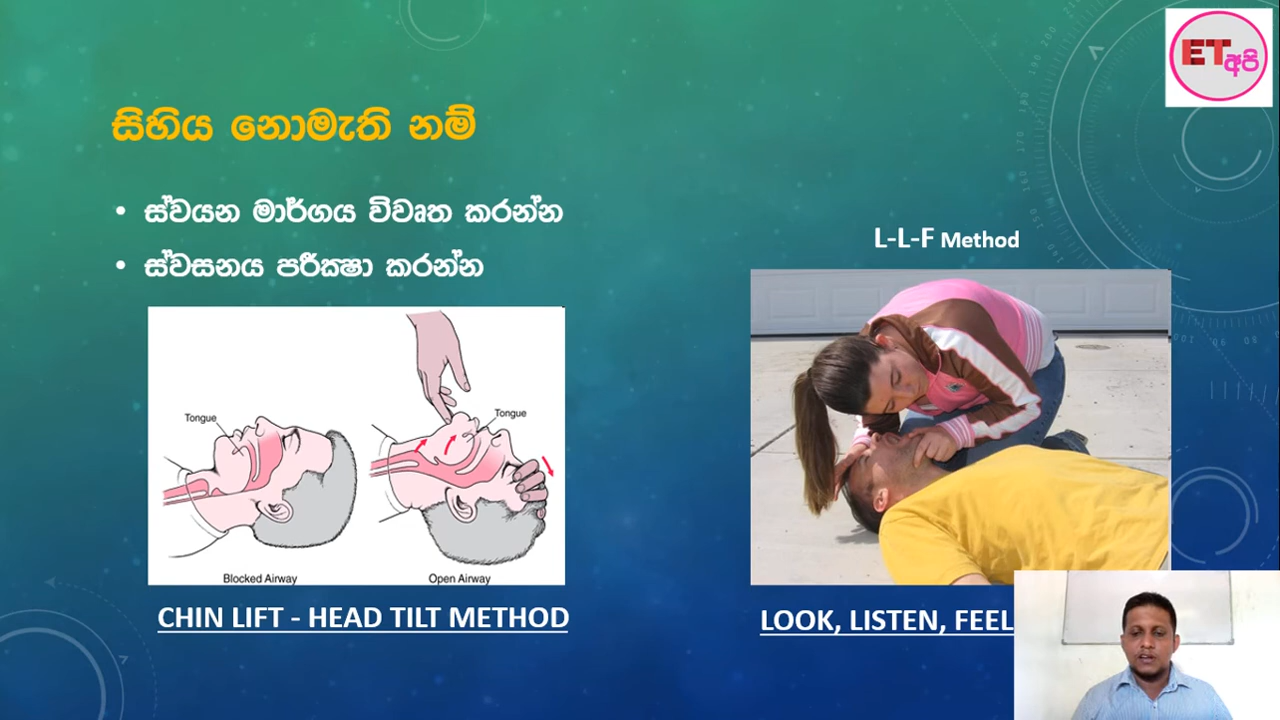 ET අපි
සිහිය නොමැති නම්
• ස්වයන මාර්ගය විවෘත කරන්න
• ස්වසනය පරීක්ෂා කරන්න
Tongue
Tongue
Blocked Airway
Open Airway
CHIN LIFT - HEAD TILT METHOD
L-L-F Method
LOOK, LISTEN, FEEL